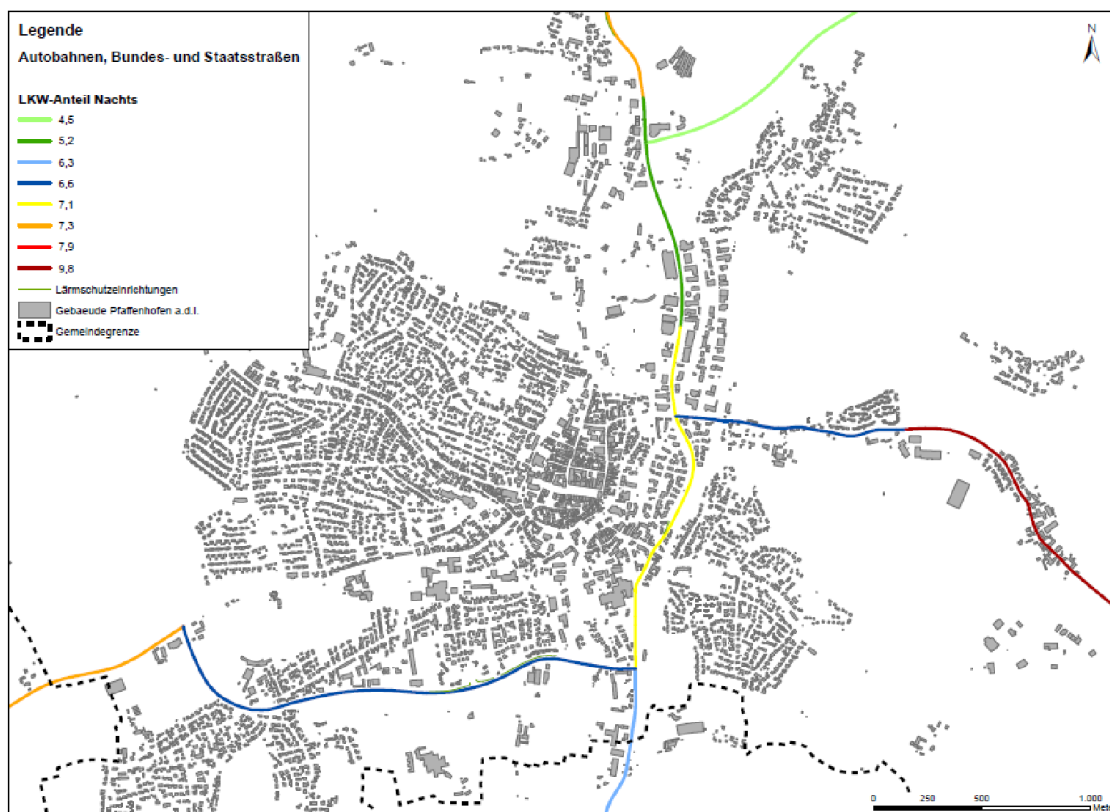 Legende
Autobahnen, Bundes- und Staatsstraßen
LKW-Anteil Nachts
4,5
5,2
6,3
6,6
7,1
7,3
7,9
9,8
Lärmschutzeinrichtungen
Gebaeude Pfaffenhofen a.d.I.
Gemeindegrenze
N
0 250 500 1.000
Mete